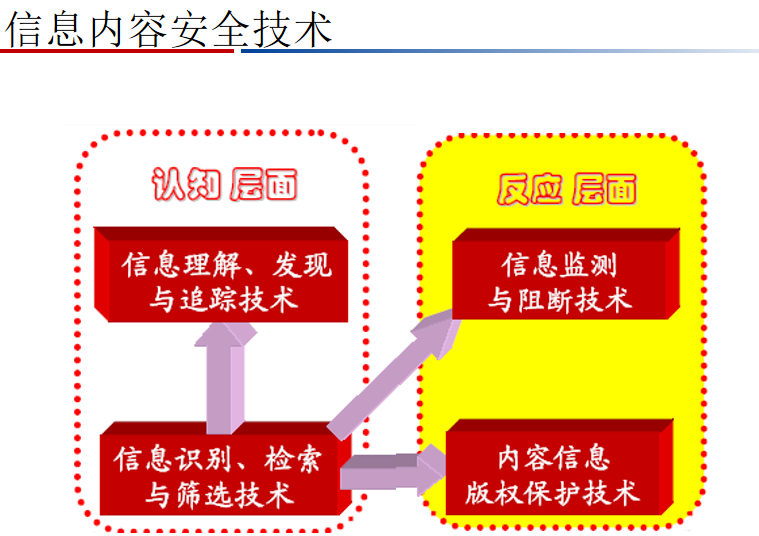 信息内容安全技术
认知 层面
信息理解、发现
与追踪技术
信息识别、检索
与筛选技术
反应 层面
信息监测
与阻断技术
内容信息
版权保护技术